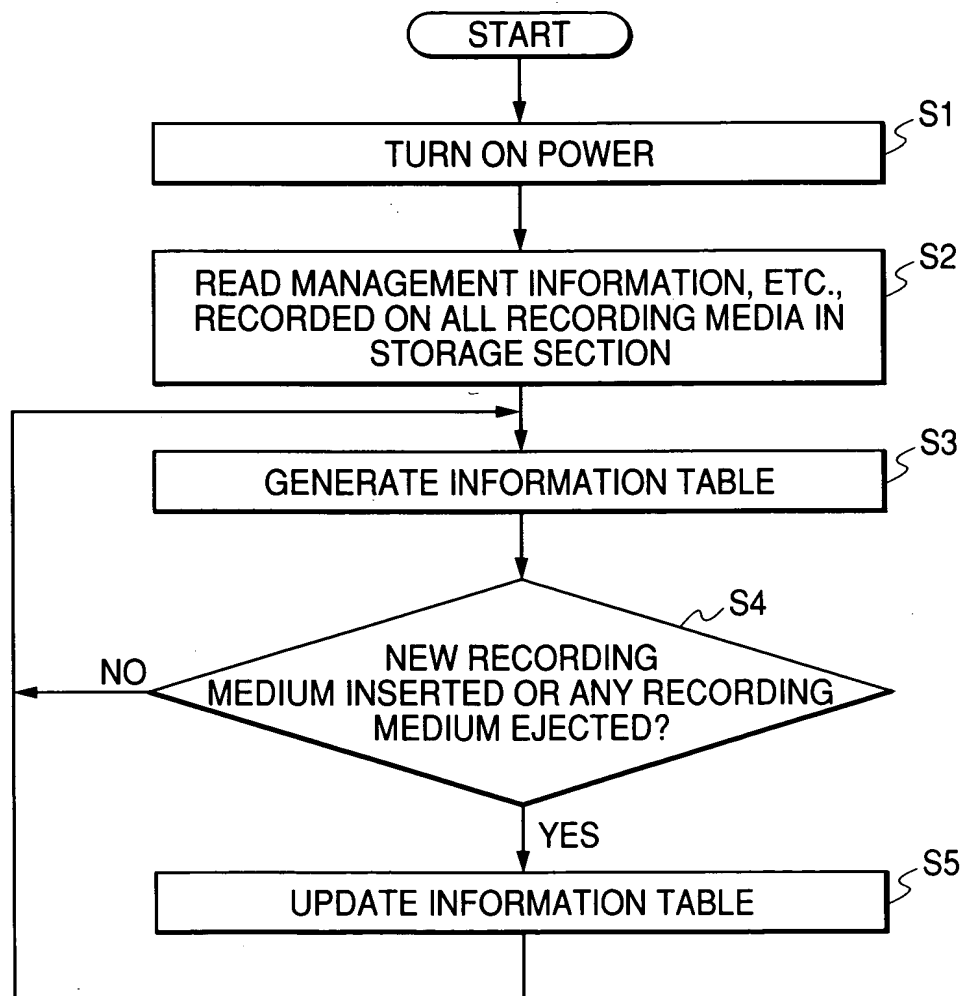 START
S1
TURN ON POWER
S2
READ MANAGEMENT INFORMATION, ETC.,
RECORDED ON ALL RECORDING MEDIA IN
STORAGE SECTION
S3
GENERATE INFORMATION TABLE
S4
NEW RECORDING
NO
MEDIUM INSERTED OR ANY RECORDING
MEDIUM EJECTED?
YES
S5
UPDATE INFORMATION TABLE